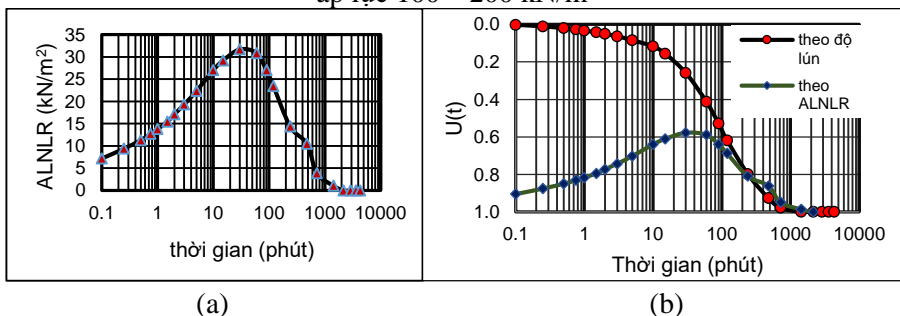 áp lực 100 – 200 kN/m²
35
30
25
20
15
10
5
0
ALNLR (kN/m²)
0.1 1 10 100 1000 10000
thời gian (phút)
(a)
0.0
0.2
0.4
0.6
0.8
1.0
U(t)
theo độ
lún
theo
ALNLR
0.1 1 10 100 1000 10000
Thời gian (phút)
(b)